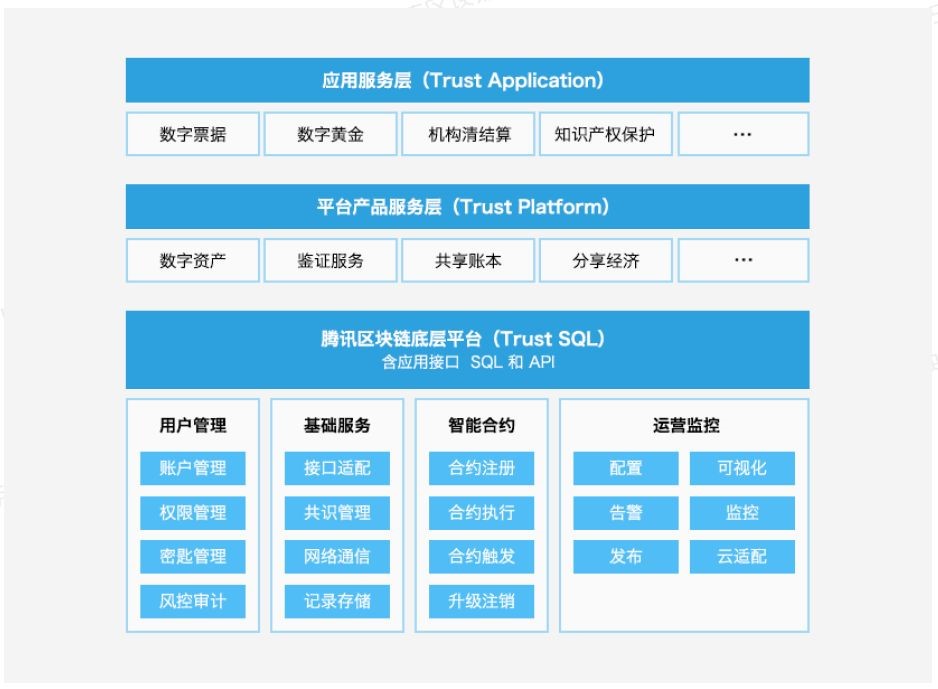 应用服务层（Trust Application）
数字票据 数字黄金 机构清结算 知识产权保护 ···
平台产品服务层（Trust Platform）
数字资产 鉴证服务 共享账本 分享经济 ···
腾讯区块链底层平台（Trust SQL）
含应用接口 SQL 和 API
用户管理 基础服务 智能合约 运营监控
账户管理 接口适配 合约注册 配置 可视化
权限管理 共识管理 合约执行 告警 监控
密匙管理 网络通信 合约触发 发布 云适配
风控审计 记录存储 升级注销